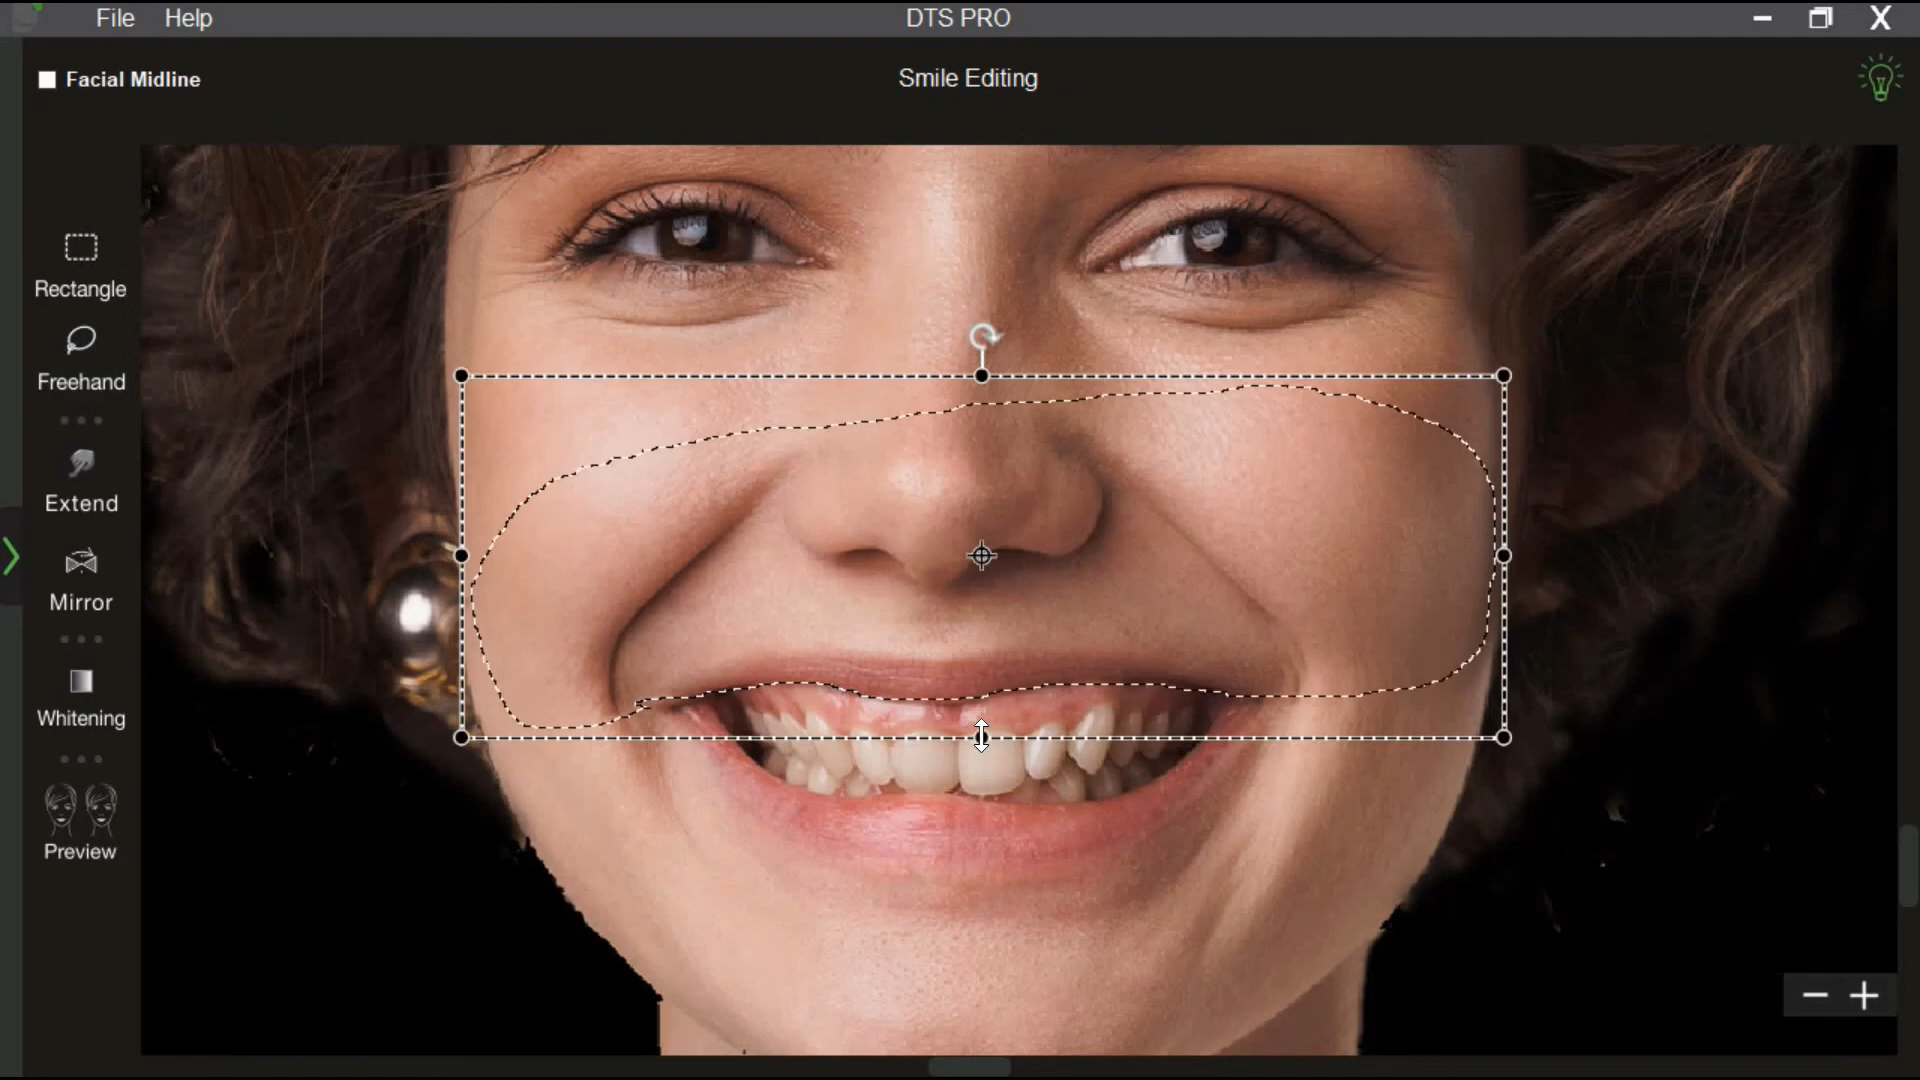 File Help
DTS PRO
Facial Midline
Smile Editing
Rectangle
Freehand
Extend
Mirror
Whitening
Preview